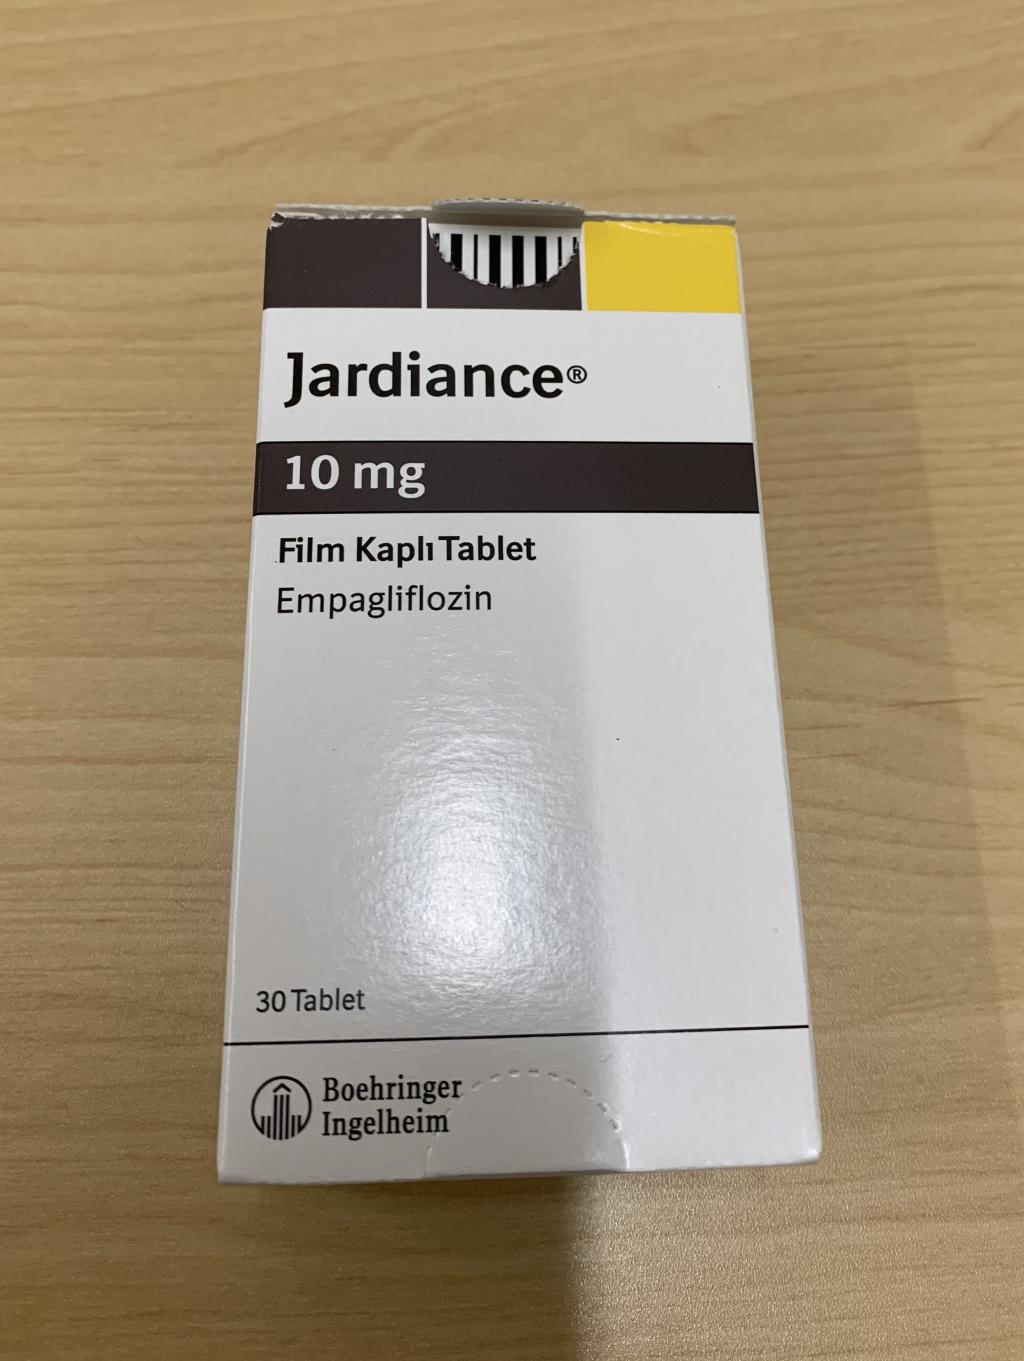 Jardiance®
10 mg
Film Kaplı Tablet
Empagliflozin
30 Tablet
Boehringer
Ingelheim